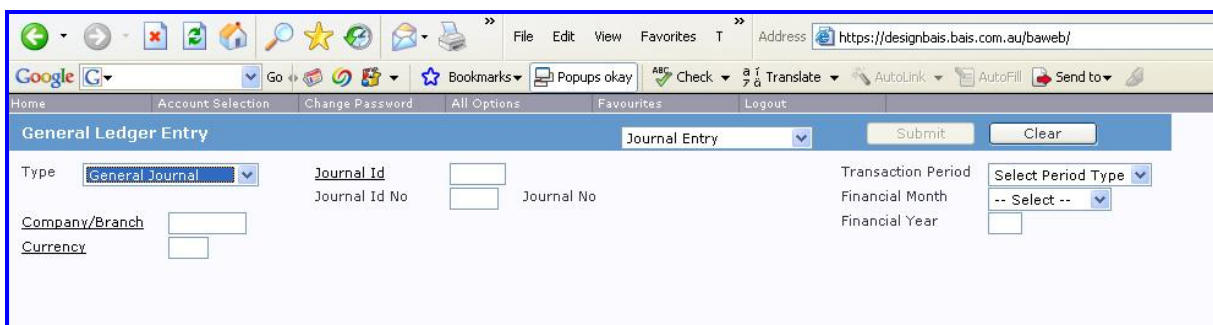 » File Edit View Favorites T » Address https://designbais.bais.com.au/baweb/
Google G Go Bookmarks Popups okay ABC Check Translate AutoLink AutoFill Send to
Home Account Selection Change Password All Options Favourites Logout
General Ledger Entry Journal Entry Submit Clear
Type General Journal Journal Id Transaction Period Select Period Type
Journal Id No Journal No Financial Month -- Select --
Company/Branch Financial Year
Currency